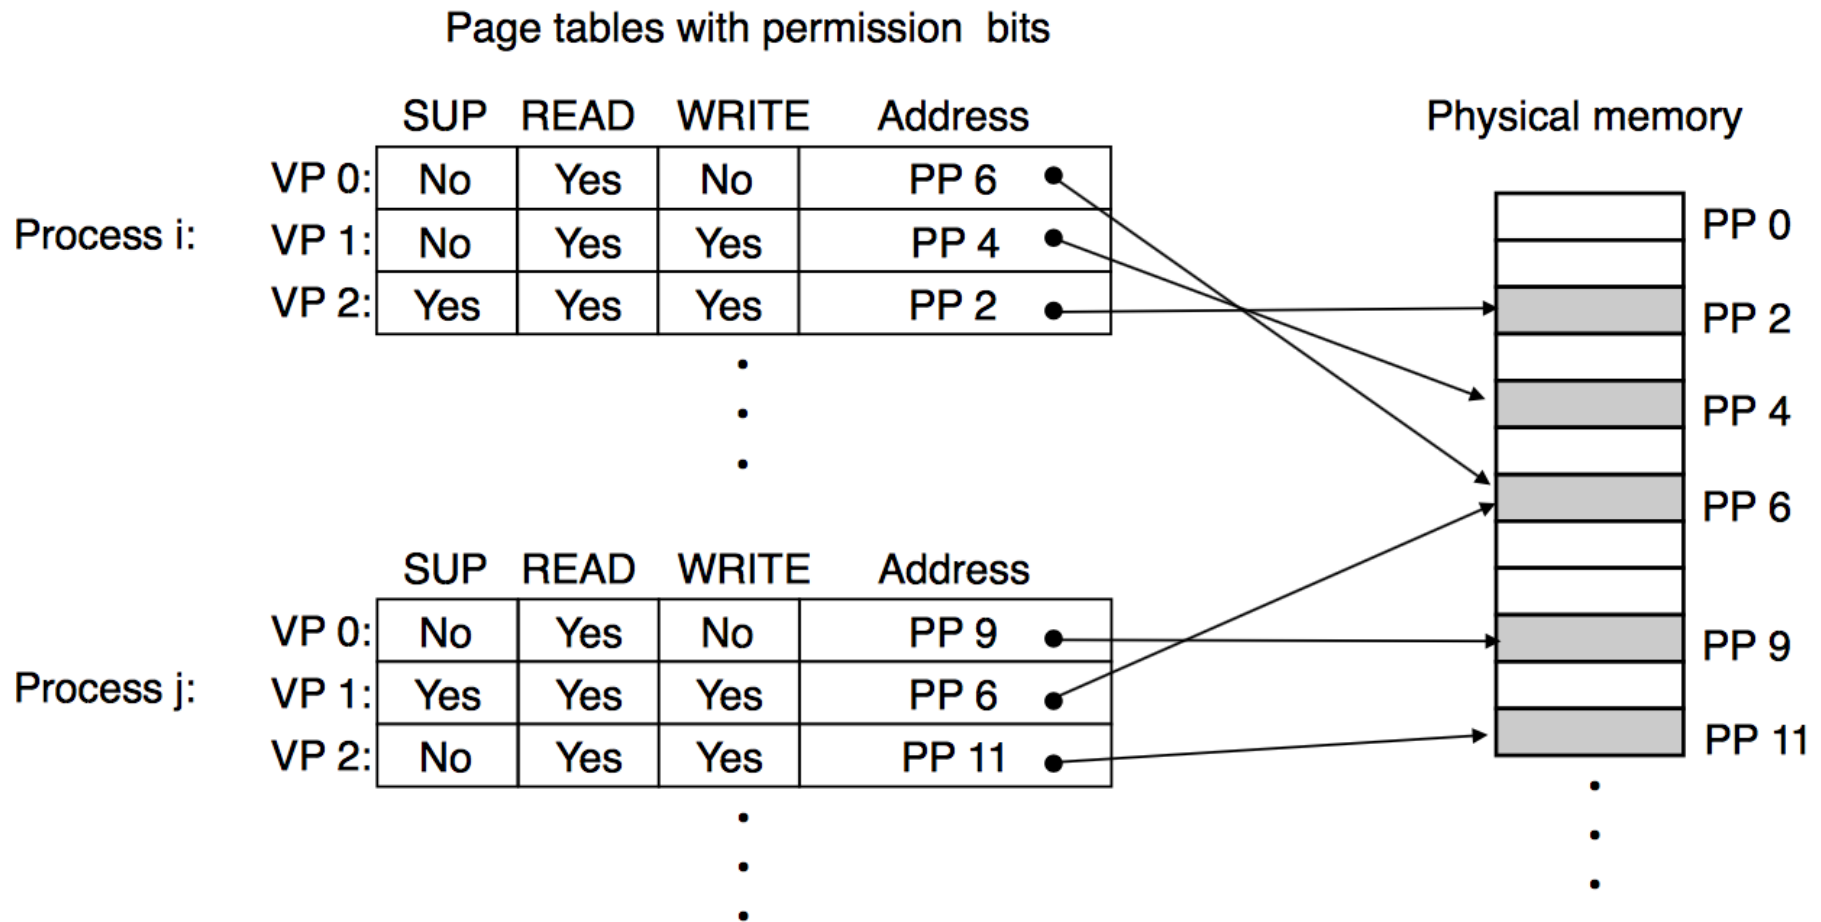 Page tables with permission bits
SUP READ WRITE Address
Physical memory
VP 0: No Yes No PP 6
Process i: VP 1: No Yes Yes PP 4
VP 2: Yes Yes Yes PP 2
SUP READ WRITE Address
VP 0: No Yes No PP 9
Process j: VP 1: Yes Yes Yes PP 6
VP 2: No Yes Yes PP 11
PP 0
PP 2
PP 4
PP 6
PP 9
PP 11